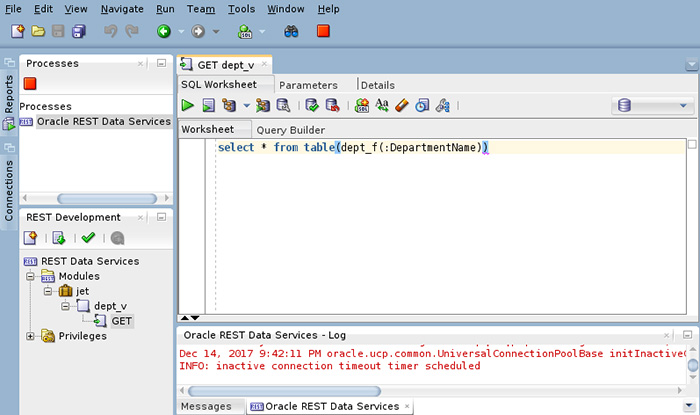 File Edit View Navigate Run Team Tools Window Help
Reports
Connections
Processes
Processes
REST Oracle REST Data Services
REST Development
REST
REST Data Services
Modules
jet
dept_v
GET
Privileges
GET dept_v
SQL Worksheet Parameters Details
Worksheet Query Builder
select * from table(dept_f(:DepartmentName))
Oracle REST Data Services - Log
Dec 14, 2017 9:42:11 PM oracle.ucp.common.UniversalConnectionPoolBase
INFO: inactive connection timeout timer scheduled
Messages Oracle REST Data Services